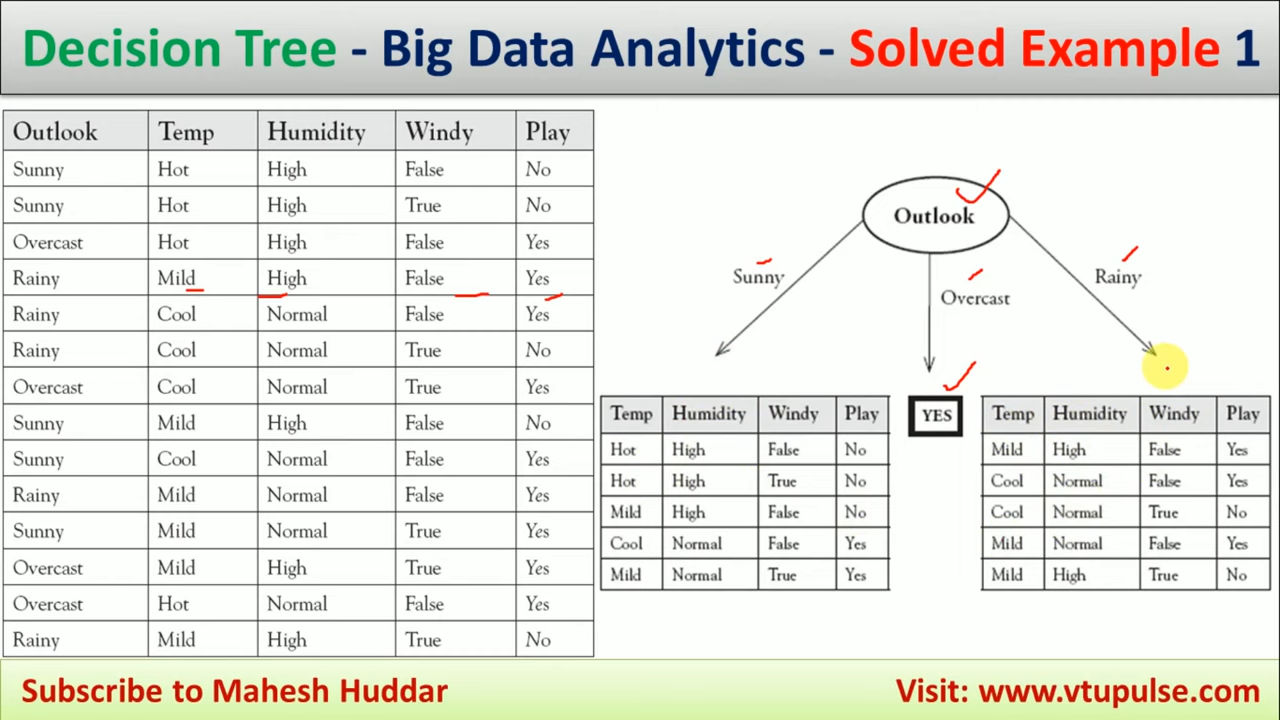 Decision Tree - Big Data Analytics - Solved Example 1
Outlook Temp Humidity Windy Play
Sunny Hot High False No
Sunny Hot High True No
Overcast Hot High False Yes
Rainy Mild High False Yes
Rainy Cool Normal False Yes
Rainy Cool Normal True No
Overcast Cool Normal True Yes
Sunny Mild High False No
Sunny Cool Normal False Yes
Rainy Mild Normal False Yes
Sunny Mild Normal True Yes
Overcast Mild High True Yes
Overcast Hot Normal False Yes
Rainy Mild High True No
Outlook
Sunny
Overcast
Rainy
Temp Humidity Windy Play
Hot High False No
Hot High True No
Mild High False No
Cool Normal False Yes
Mild Normal True Yes
YES
Temp Humidity Windy Play
Mild High False Yes
Cool Normal False Yes
Cool Normal True No
Mild Normal False Yes
Mild High True No
Subscribe to Mahesh Huddar
Visit: www.vtupulse.com